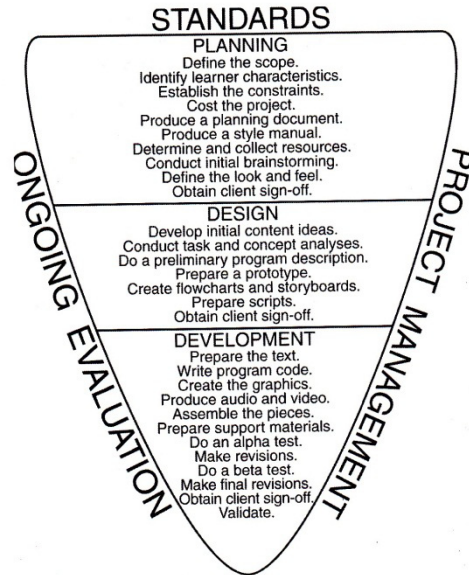 STANDARDS
PLANNING
Define the scope.
Identify learner characteristics.
Establish the constraints.
Cost the project.
Produce a planning document.
Produce a style manual.
Determine and collect resources.
Conduct initial brainstorming.
Define the look and feel.
Obtain client sign-off.
DESIGN
Develop initial content ideas.
Conduct task and concept analyses.
Do a preliminary program description.
Prepare a prototype.
Create flowcharts and storyboards.
Prepare scripts.
Obtain client sign-off.
DEVELOPMENT
Prepare the text.
Write program code.
Create the graphics.
Produce audio and video.
Assemble the pieces.
Prepare support materials.
Do an alpha test.
Make revisions.
Do a beta test.
Make final revisions.
Obtain client sign-off.
Validate.
ONGOING EVALUATION
PROJECT MANAGEMENT